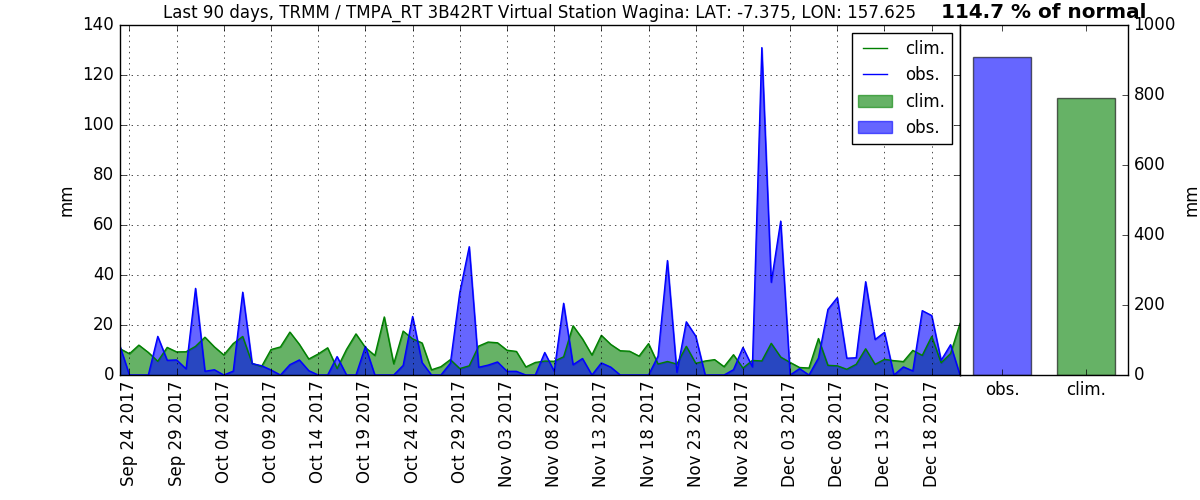 Last 90 days, TRMM / TMPA_RT 3B42RT Virtual Station Wagina: LAT: -7.375, LON: 157.625
114.7 % of normal
140
120
100
80
60
40
20
0
mm
clim.
obs.
clim.
obs.
1000
800
600
400
200
0
mm
Sep 24 2017
Sep 29 2017
Oct 04 2017
Oct 09 2017
Oct 14 2017
Oct 19 2017
Oct 24 2017
Oct 29 2017
Nov 03 2017
Nov 08 2017
Nov 13 2017
Nov 18 2017
Nov 23 2017
Nov 28 2017
Dec 03 2017
Dec 08 2017
Dec 13 2017
Dec 18 2017
obs.
clim.